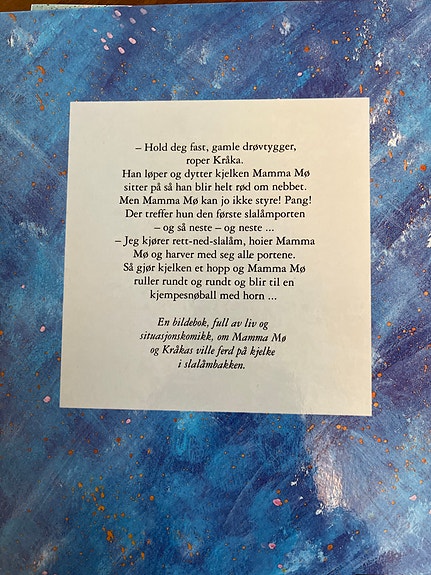 – Hold deg fast, gamle drøvtygger,
roper Kråka.
Han løper og dytter kjelken Mamma Mø
sitter på så han blir helt rød om nebbet.
Men Mamma Mø kan jo ikke styre! Pang!
Der treffer hun den første slalåmporten
– og så neste – og neste ...
– Jeg kjører rett-ned-slalåm, hoier Mamma
Mø og harver med seg alle portene.
Så gjør kjelken et hopp og Mamma Mø
ruller rundt og rundt og blir til en
kjempesnøball med horn ...
En bildebok, full av liv og
situasjonskomikk, om Mamma Mø
og Kråkas ville ferd på kjelke
i slalåmbakken.